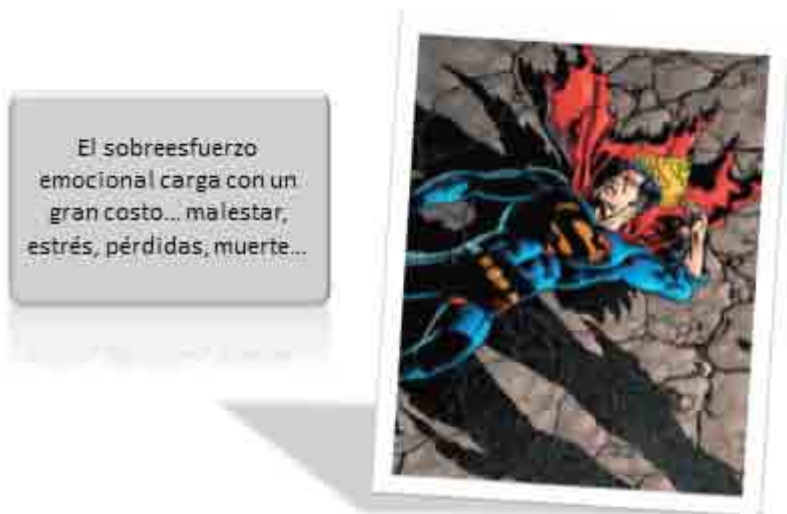 El sobreesfuerzo
emocional carga con un
gran costo... malestar,
estrés, pérdidas, muerte...